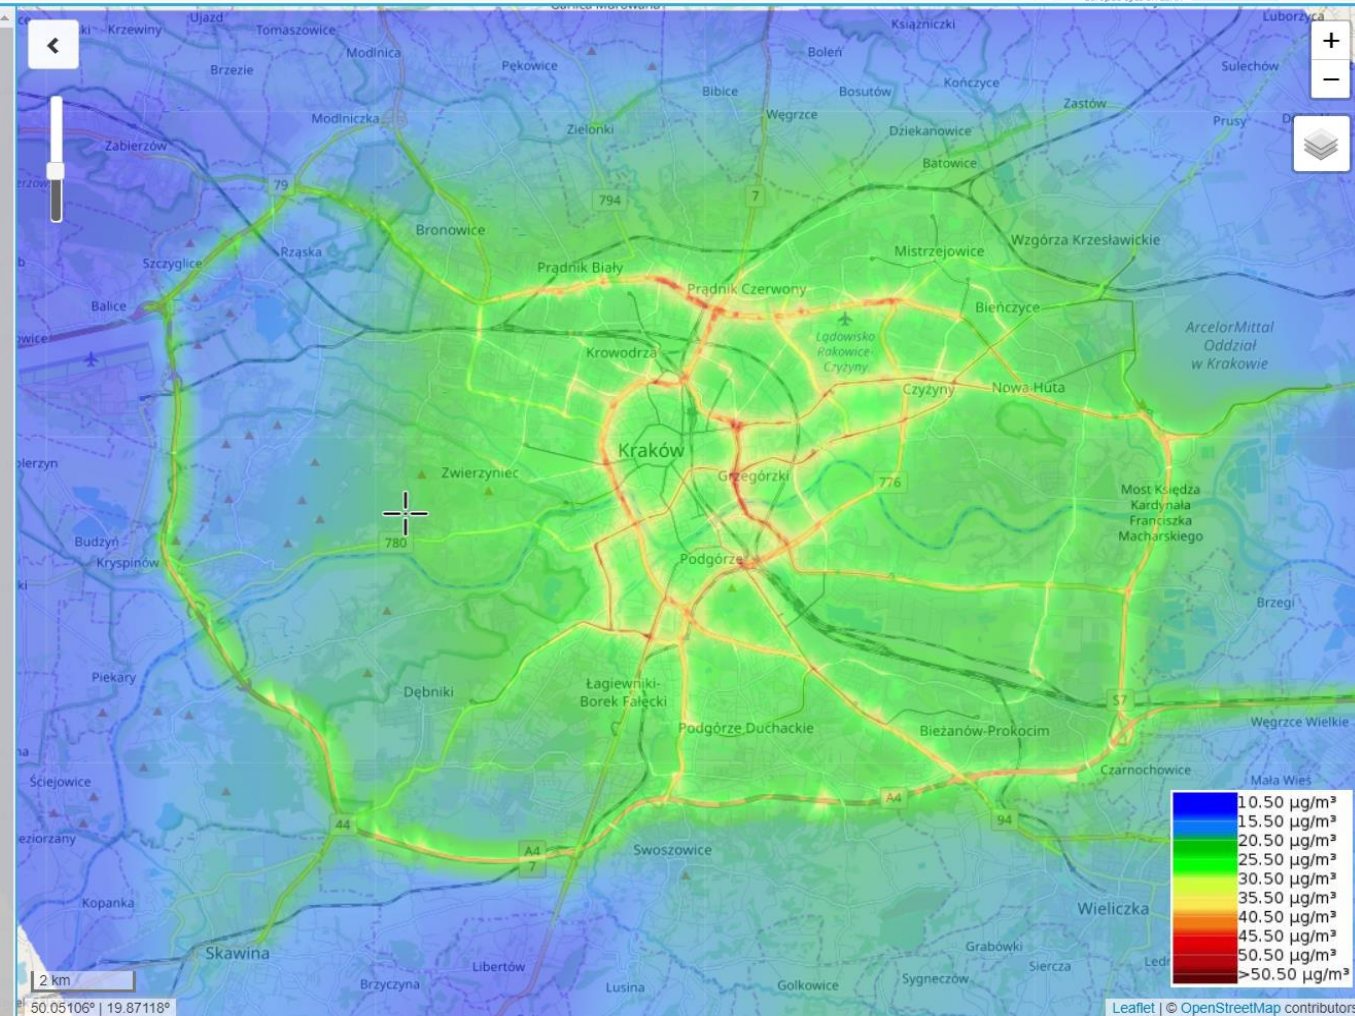 Ujazd
Krzewiny
Tomaszowice
Modlnica
Książniczki
Luborzyca
Boleń
Pękowice
Brzezie
Sulechów
Bibice
Bosutów
Kończyce
Zastów
Modlniczka
Zielonki
Węgrzce
Dziekanowice
Prusy
Zabierzów
Batowice
79
794
7
Bronowice
Rząska
Mistrzejowice
Wzgórza Krzesławickie
Szczyglice
Prądnik Biały
Prądnik Czerwony
Balice
Bieńczyce
Lądowisko
Rakowice-
Czyżyny
ArcelorMittal
Oddział
w Krakowie
Krowodrza
Czyżyny
Nowa-Huta
Kraków
Zwierzyniec
Grzegórzki
776
Most Księdza
Kardynała
Franciszka
Macharskiego
780
Budzyń
Kryspinów
Podgórze
Brzegi
Piekary
Dębniki
Łagiewniki-
Borek Fałęcki
S7
Podgórze Duchackie
Bieżanów-Prokocim
Węgrzce Wielkie
Ściejowice
Czarnochowice
Mała Wieś
A4
44
94
A4
7
Swoszowice
Kopanka
Wieliczka
Skawina
Libertów
Grabówki
Siercza
Sygneczów
Golkowice
Lusina
Brzyczyna
10.50 µg/m³
15.50 µg/m³
20.50 µg/m³
25.50 µg/m³
30.50 µg/m³
35.50 µg/m³
40.50 µg/m³
45.50 µg/m³
50.50 µg/m³
>50.50 µg/m³
2 km
50.05106° | 19.87118°
Leaflet | © OpenStreetMap contributors